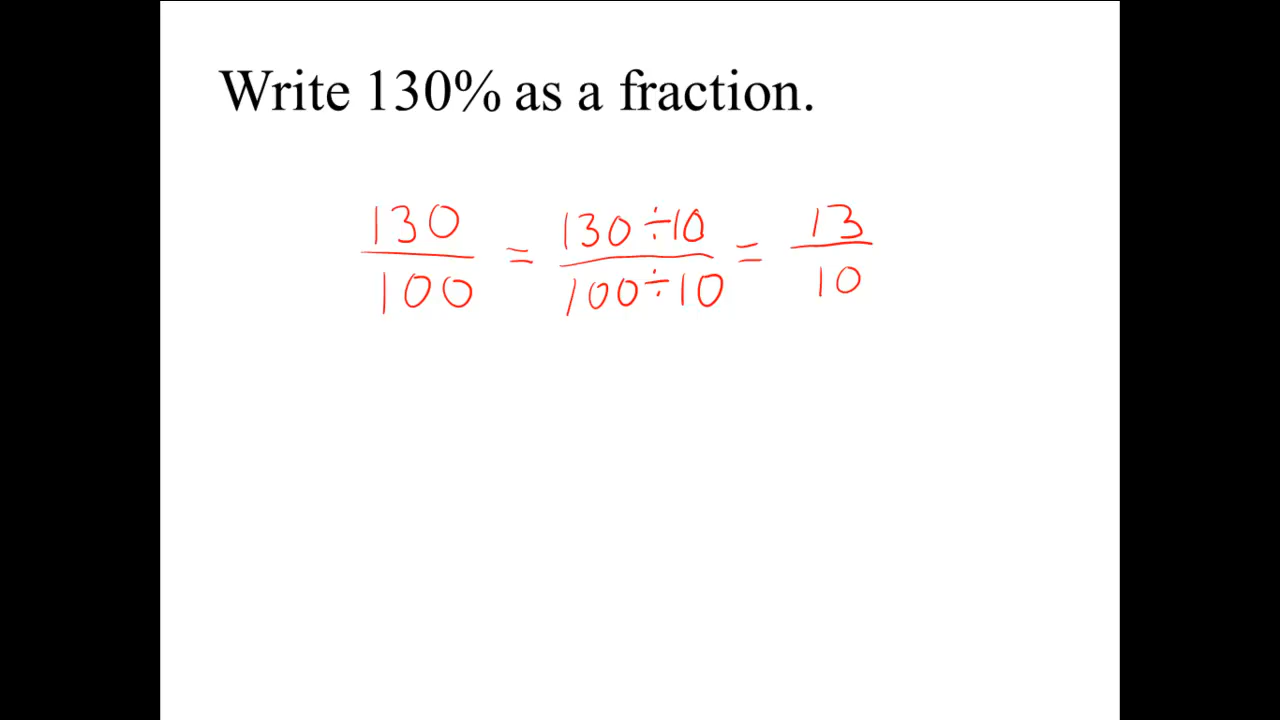 Write 130% as a fraction.
130/100 = 130÷10/100÷10 = 13/10